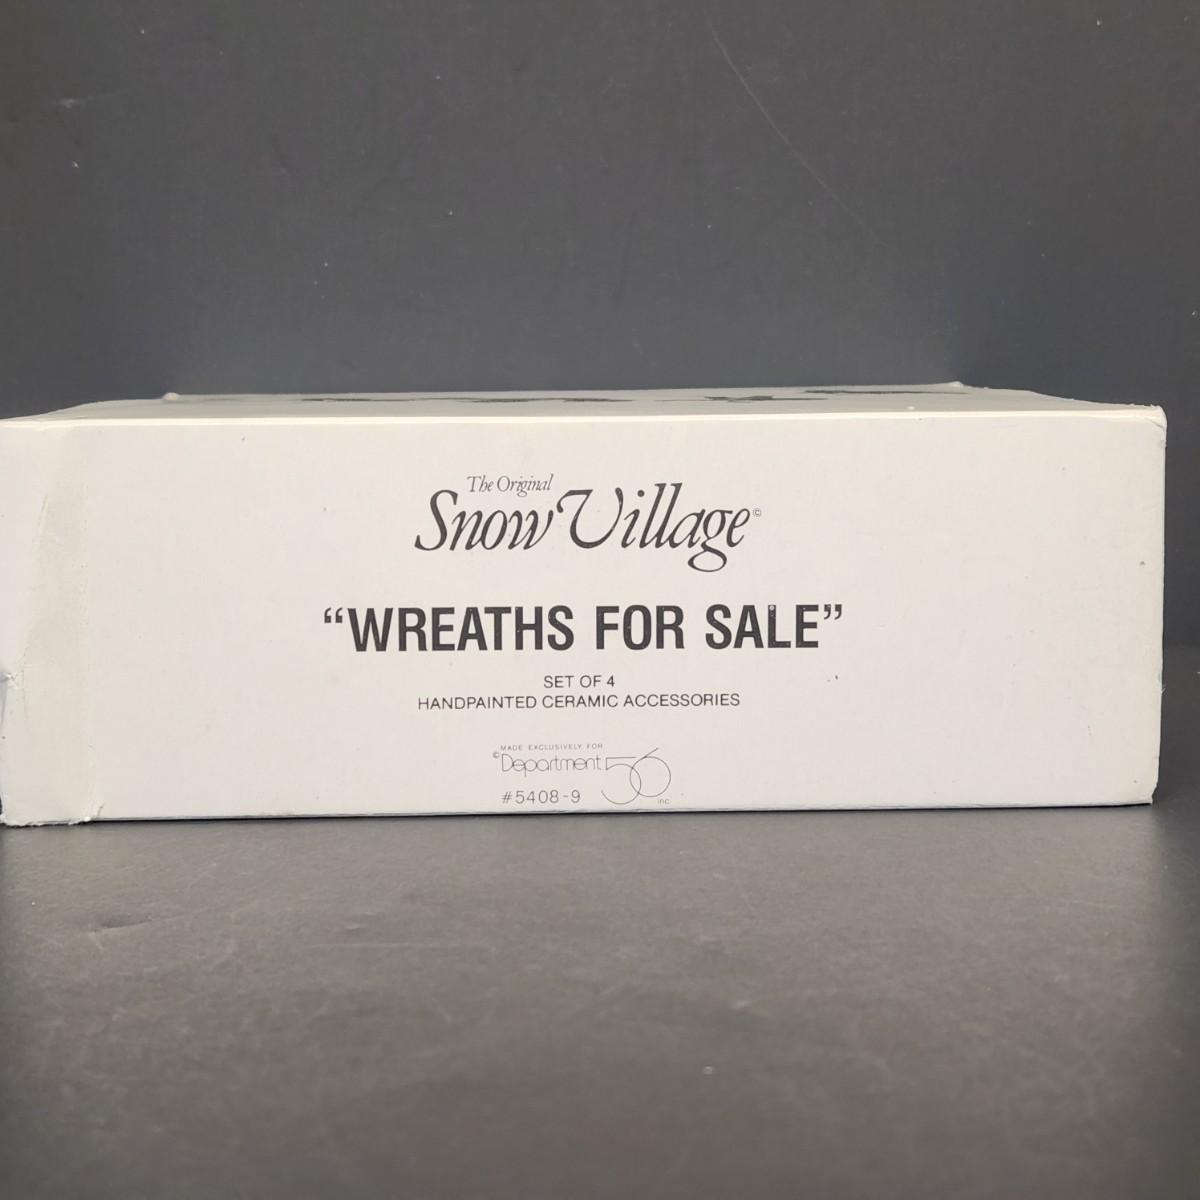 The Original
Snow Village©
“WREATHS FOR SALE”
SET OF 4
HANDPAINTED CERAMIC ACCESSORIES
MADE EXCLUSIVELY FOR
©Department 56 inc
#5408-9